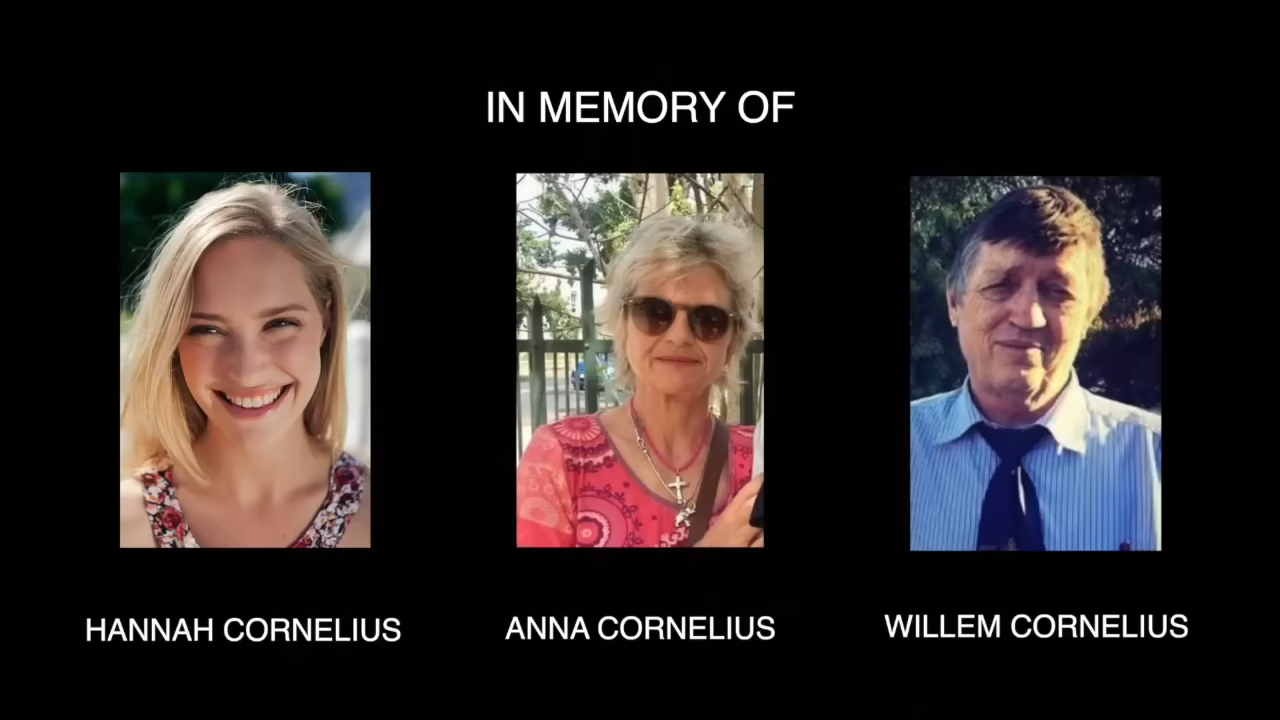 IN MEMORY OF
HANNAH CORNELIUS
ANNA CORNELIUS
WILLEM CORNELIUS